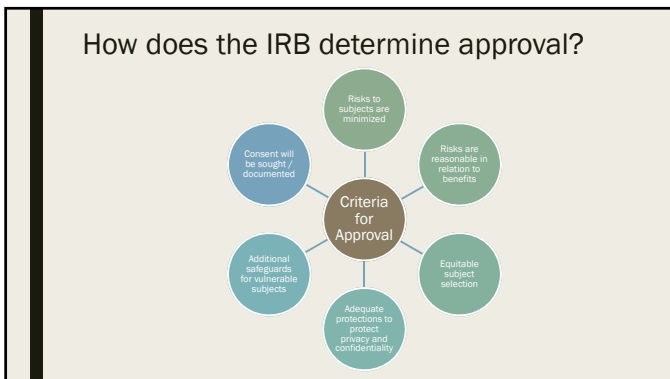 How does the IRB determine approval?
Risks to
subjects are
minimized
Risks are
reasonable in
relation to
benefits
Equitable
subject
selection
Adequate
protections to
protect
privacy and
confidentiality
Additional
safeguards
for vulnerable
subjects
Consent will
be sought /
documented
Criteria
for
Approval